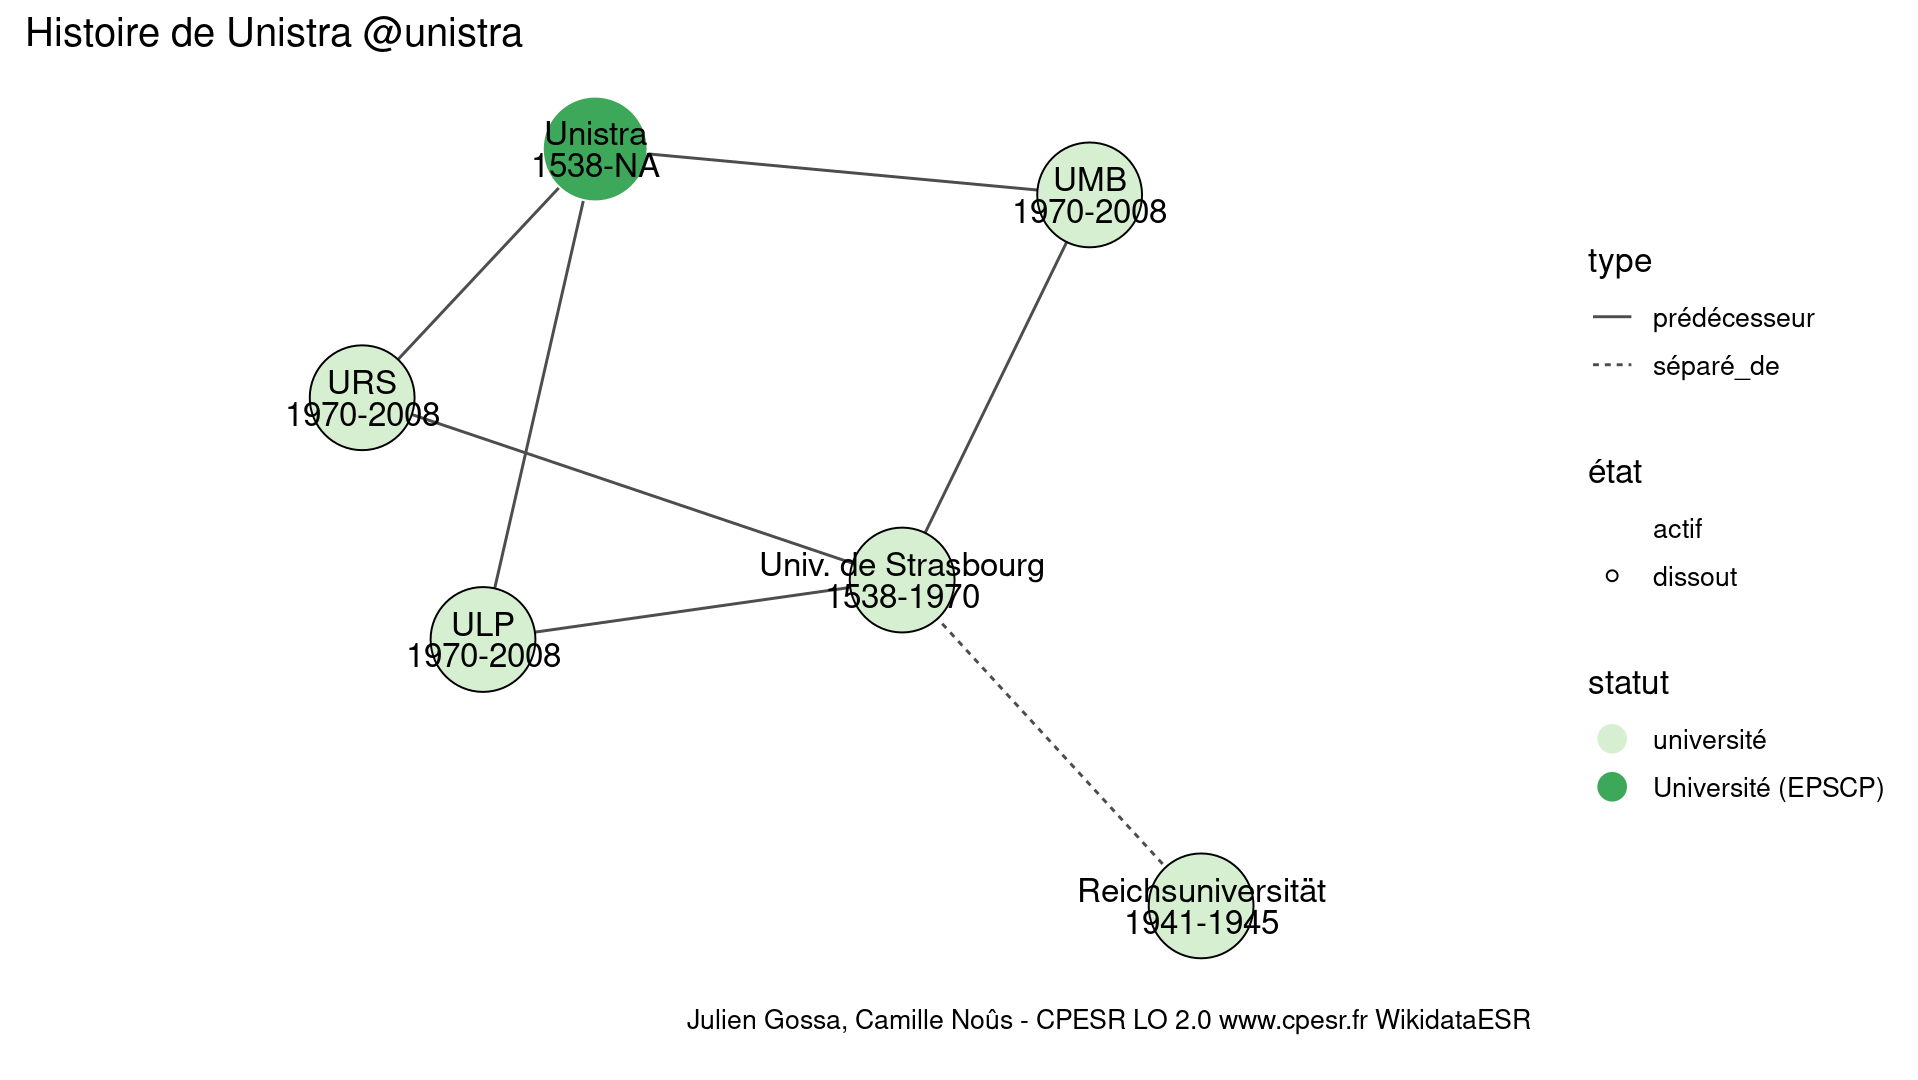 Histoire de Unistra @unistra
Unistra
1538-NA
UMB
1970-2008
URS
1970-2008
Univ. de Strasbourg
1538-1970
ULP
1970-2008
Reichsuniversität
1941-1945
type
prédécesseur
séparé_de
état
actif
dissout
statut
université
Université (EPSCP)
Julien Gossa, Camille Noûs - CPESR LO 2.0 www.cpesr.fr WikidataESR